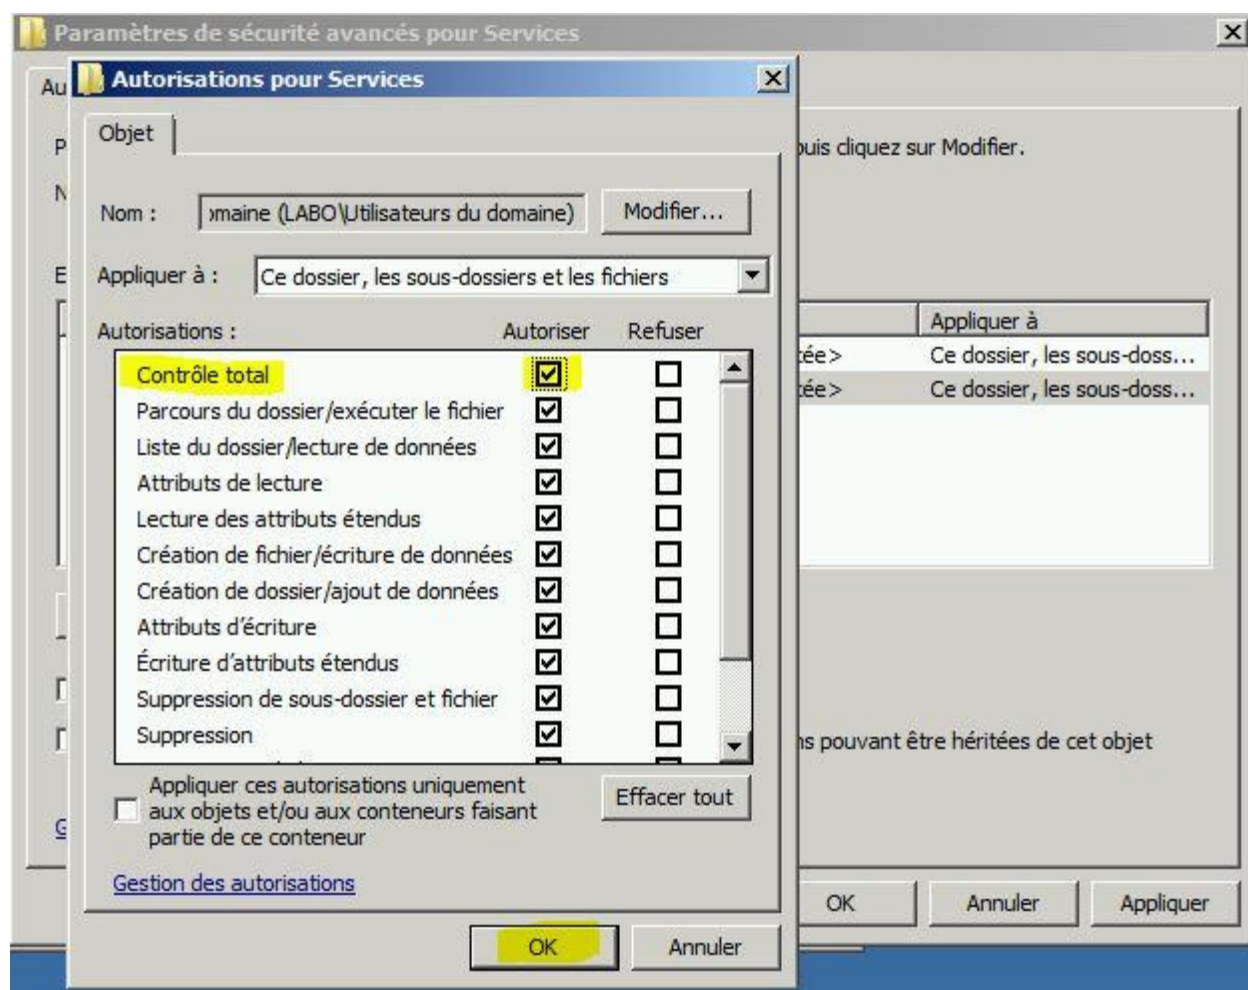 Paramètres de sécurité avancés pour Services
Autorisations pour Services
Au
Objet
P
puis cliquez sur Modifier.
N
Nom :
omaine (LABO\Utilisateurs du domaine)
Modifier...
E
Appliquer à :
Ce dossier, les sous-dossiers et les fichiers
Appliquer à
Autorisations :
Autoriser
Refuser
tée>
Ce dossier, les sous-doss...
tée>
Ce dossier, les sous-doss...
Contrôle total
Parcours du dossier/exécuter le fichier
Liste du dossier/lecture de données
Attributs de lecture
Lecture des attributs étendus
Création de fichier/écriture de données
Création de dossier/ajout de données
Attributs d'écriture
Écriture d'attributs étendus
Suppression de sous-dossier et fichier
Suppression
ns pouvant être héritées de cet objet
Appliquer ces autorisations uniquement
aux objets et/ou aux conteneurs faisant
partie de ce conteneur
Effacer tout
G
Gestion des autorisations
OK
Annuler
Appliquer
OK
Annuler